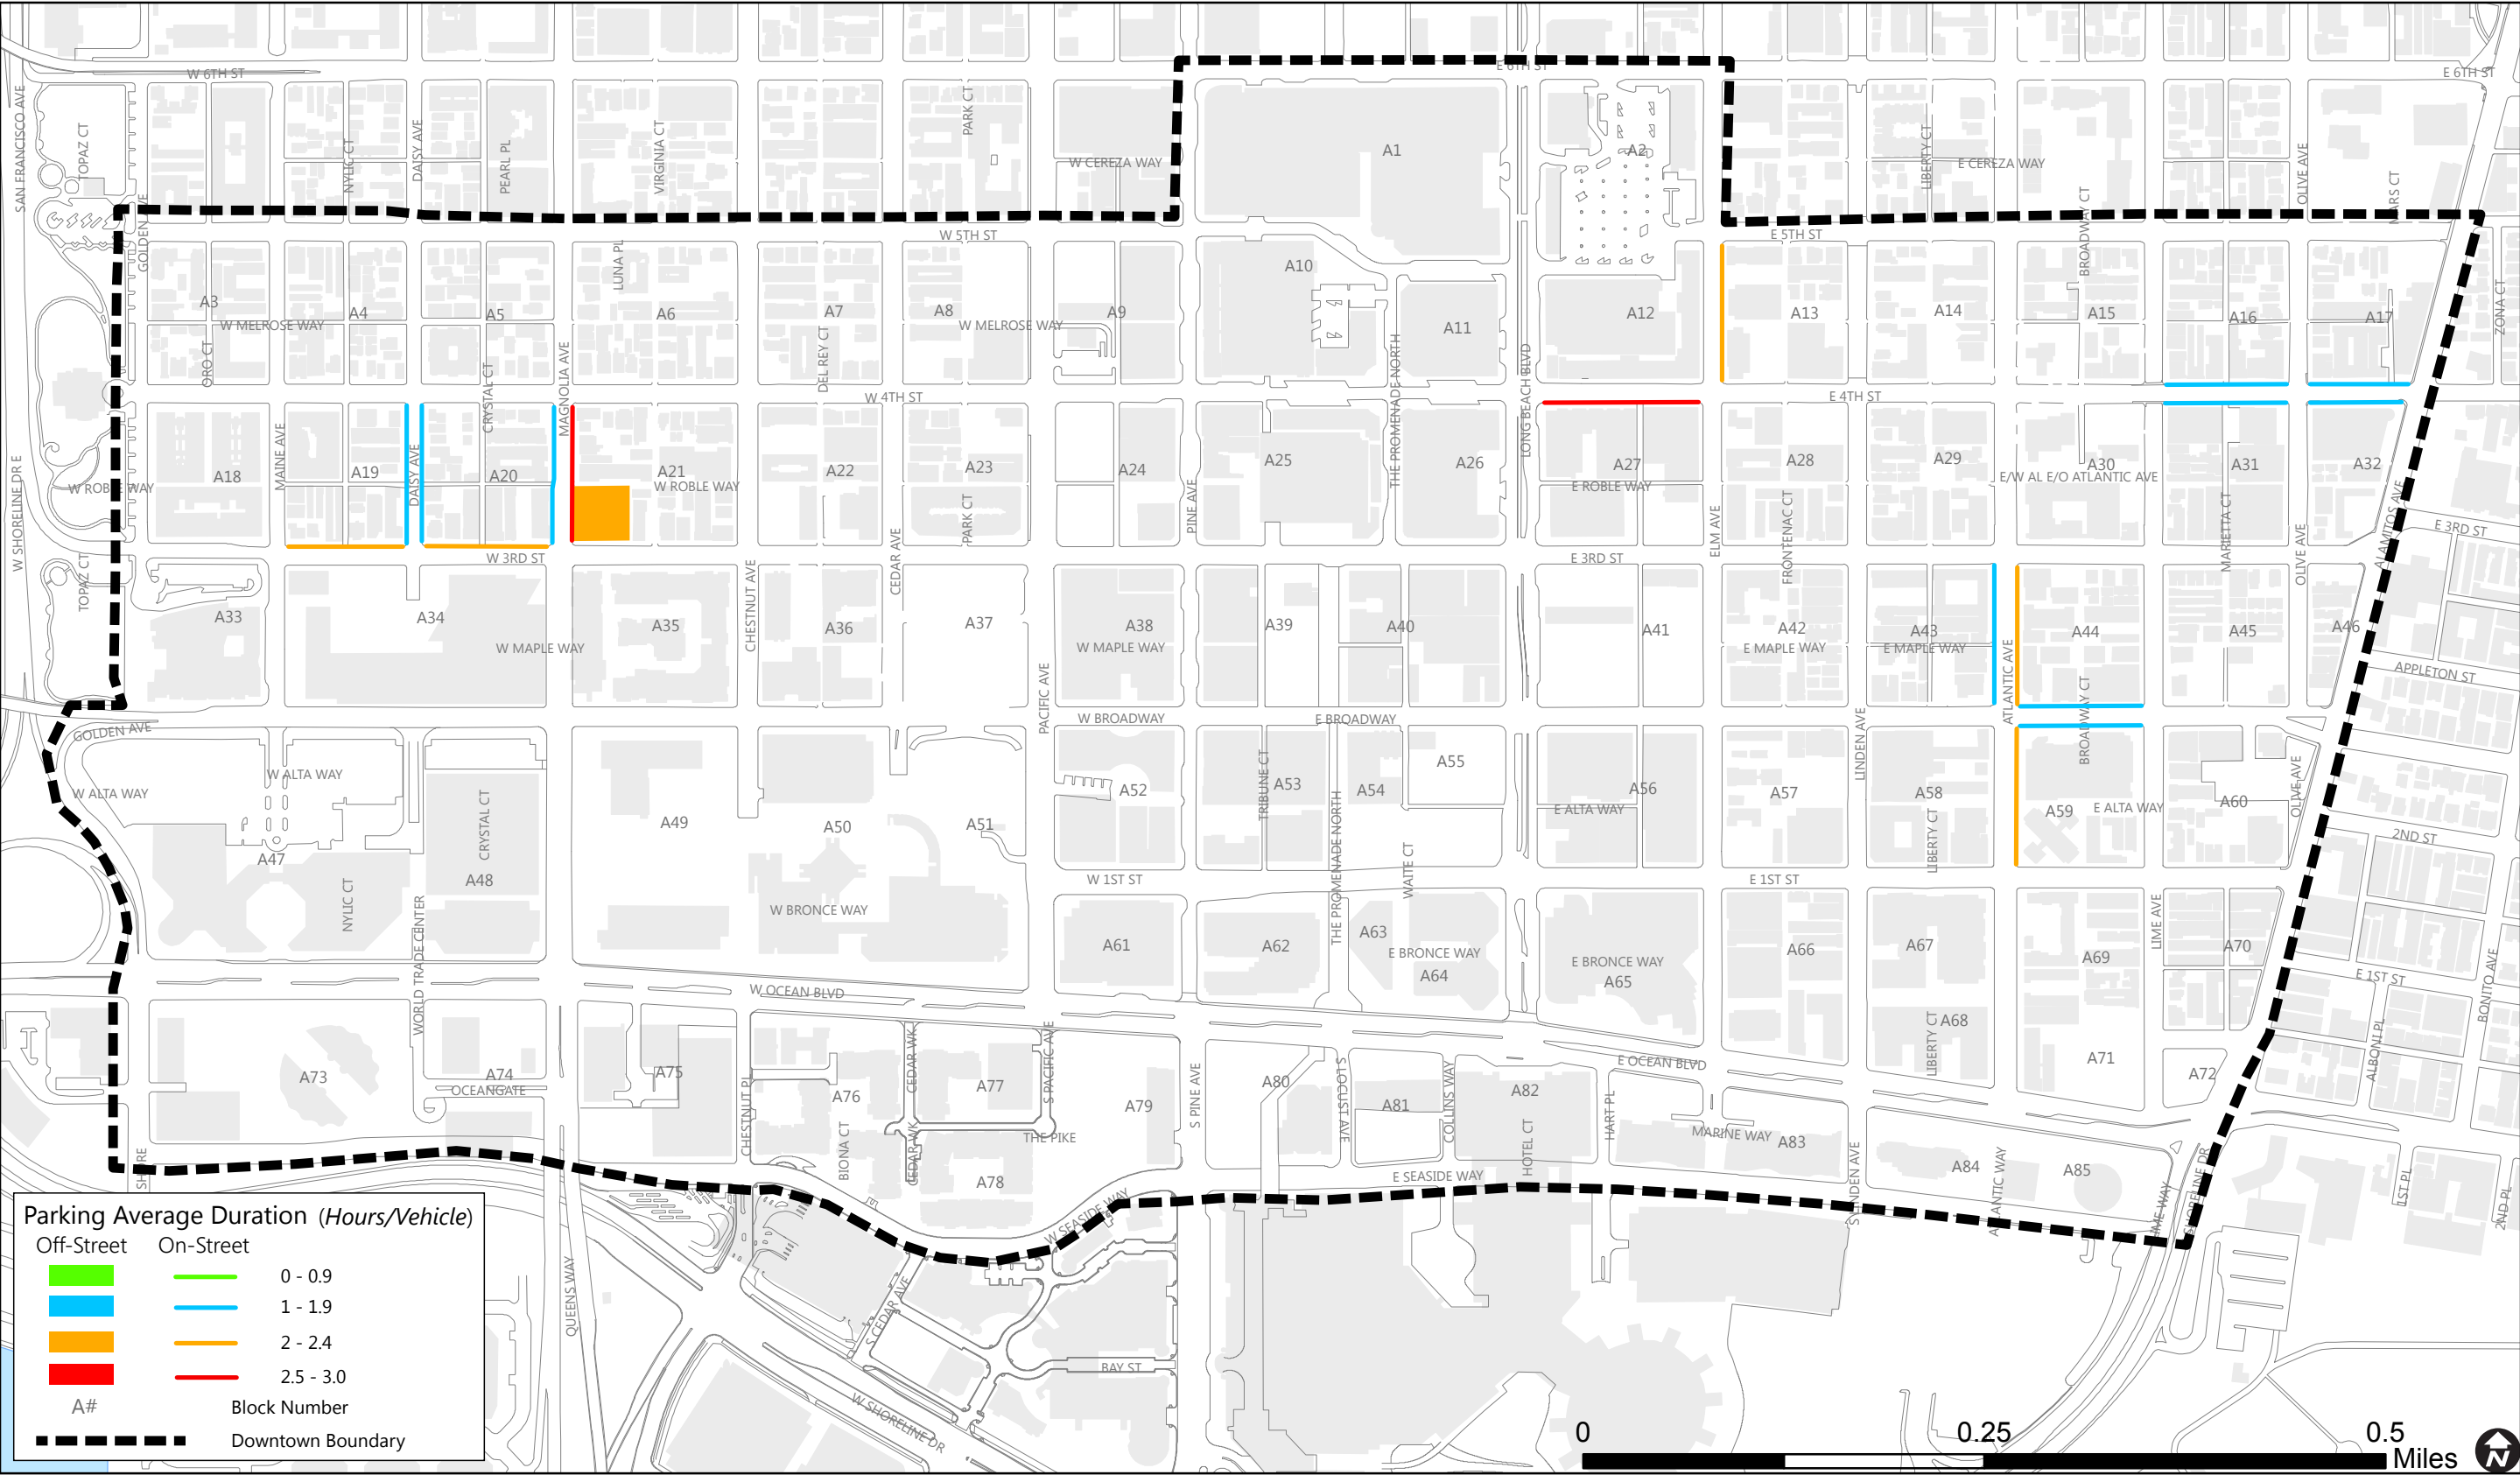 W 6TH ST
E 6TH ST
E 6TH ST
SAN FRANCISCO AVE
TOPAZ CT
NYLIC CT
DAISY AVE
PEARL PL
VIRGINIA CT
PARK CT
W CEREZA WAY
A1
A2
LIBERTY CT
E CEREZA WAY
OLIVE AVE
MARS CT
GOLDEN AVE
BROADWAY CT
W 5TH ST
E 5TH ST
LUNA PL
A3
A4
A5
A6
A7
A8
A9
A10
A11
A12
A13
A14
A15
A16
A17
W MELROSE WAY
W MELROSE WAY
ORO CT
CRYSTAL CT
MAGNOLIA AVE
DEL REY CT
THE PROMENADE NORTH
LONG BEACH BLVD
ZONA CT
W 4TH ST
E 4TH ST
W SHORELINE DR E
W ROBLE WAY
MAINE AVE
DAISY AVE
A18
A19
A20
A21
W ROBLE WAY
A22
A23
A24
A25
A26
A27
E ROBLE WAY
A28
A29
A30
E/W AL E/O ATLANTIC AVE
A31
A32
PINE AVE
PARK CT
CEDAR AVE
ELM AVE
FRONTENAC CT
MARIETTA CT
OLIVE AVE
ALAMITOS AVE
E 3RD ST
W 3RD ST
E 3RD ST
TOPAZ CT
CHESTNUT AVE
A33
A34
A35
A36
A37
A38
A39
A40
A41
A42
A43
A44
A45
A46
W MAPLE WAY
W MAPLE WAY
E MAPLE WAY
E MAPLE WAY
PACIFIC AVE
ATLANTIC AVE
BROADWAY CT
APPLETON ST
GOLDEN AVE
W BROADWAY
E BROADWAY
LINDEN AVE
W ALTA WAY
W ALTA WAY
CRYSTAL CT
TRIBUNE CT
THE PROMENADE NORTH
E ALTA WAY
E ALTA WAY
OLIVE AVE
2ND ST
A47
A48
A49
A50
A51
A52
A53
A54
A55
A56
A57
A58
A59
A60
NYLIC CT
WORLD TRADE CENTER
W BRONCE WAY
W 1ST ST
WAITE CT
E 1ST ST
LIBERTY CT
LIME AVE
A61
A62
A63
E BRONCE WAY
A64
E BRONCE WAY
A65
A66
A67
A68
A69
A70
E 1ST ST
BONITO AVE
W OCEAN BLVD
E OCEAN BLVD
LIBERTY CT
ALBONI PL
A71
A72
A73
A74
OCEANGATE
A75
A76
A77
A78
A79
A80
A81
A82
A83
A84
A85
CHESTNUT PL
BIONA CT
CEDAR WK
CEDAR WK
S PACIFIC AVE
THE PIKE
S PINE AVE
S LOCUST AVE
COLLINS WAY
HOTEL CT
HART PL
MARINE WAY
E SEASIDE WAY
W SEASIDE WAY
S LINDEN AVE
ATLANTIC WAY
LIME WAY
SHORELINE DR
1ST PL
2ND PL
SHORE
QUEENS WAY
S CEDAR AVE
BAY ST
W SHORELINE DR
Parking Average Duration (Hours/Vehicle)
Off-Street On-Street
0 - 0.9
1 - 1.9
2 - 2.4
2.5 - 3.0
A# Block Number
Downtown Boundary
0 0.25 0.5
Miles
N